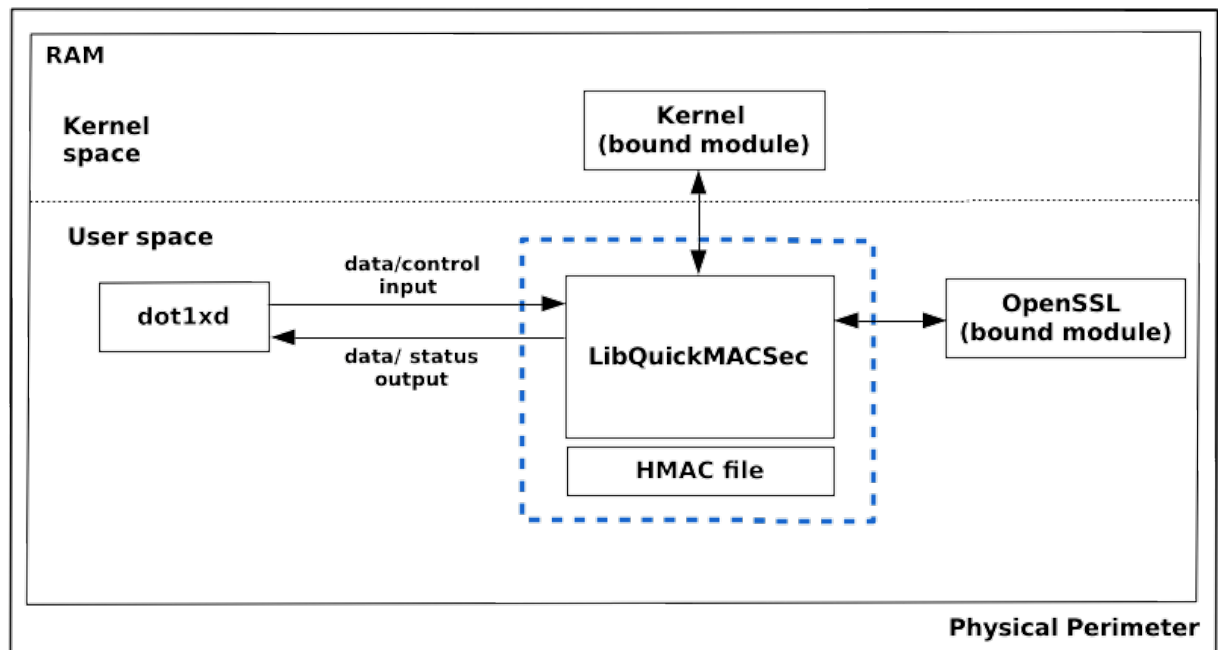 RAM
Kernel
space
Kernel
(bound module)
User space
data/control
input
dot1xd
data/ status
output
LibQuickMACSec
OpenSSL
(bound module)
HMAC file
Physical Perimeter